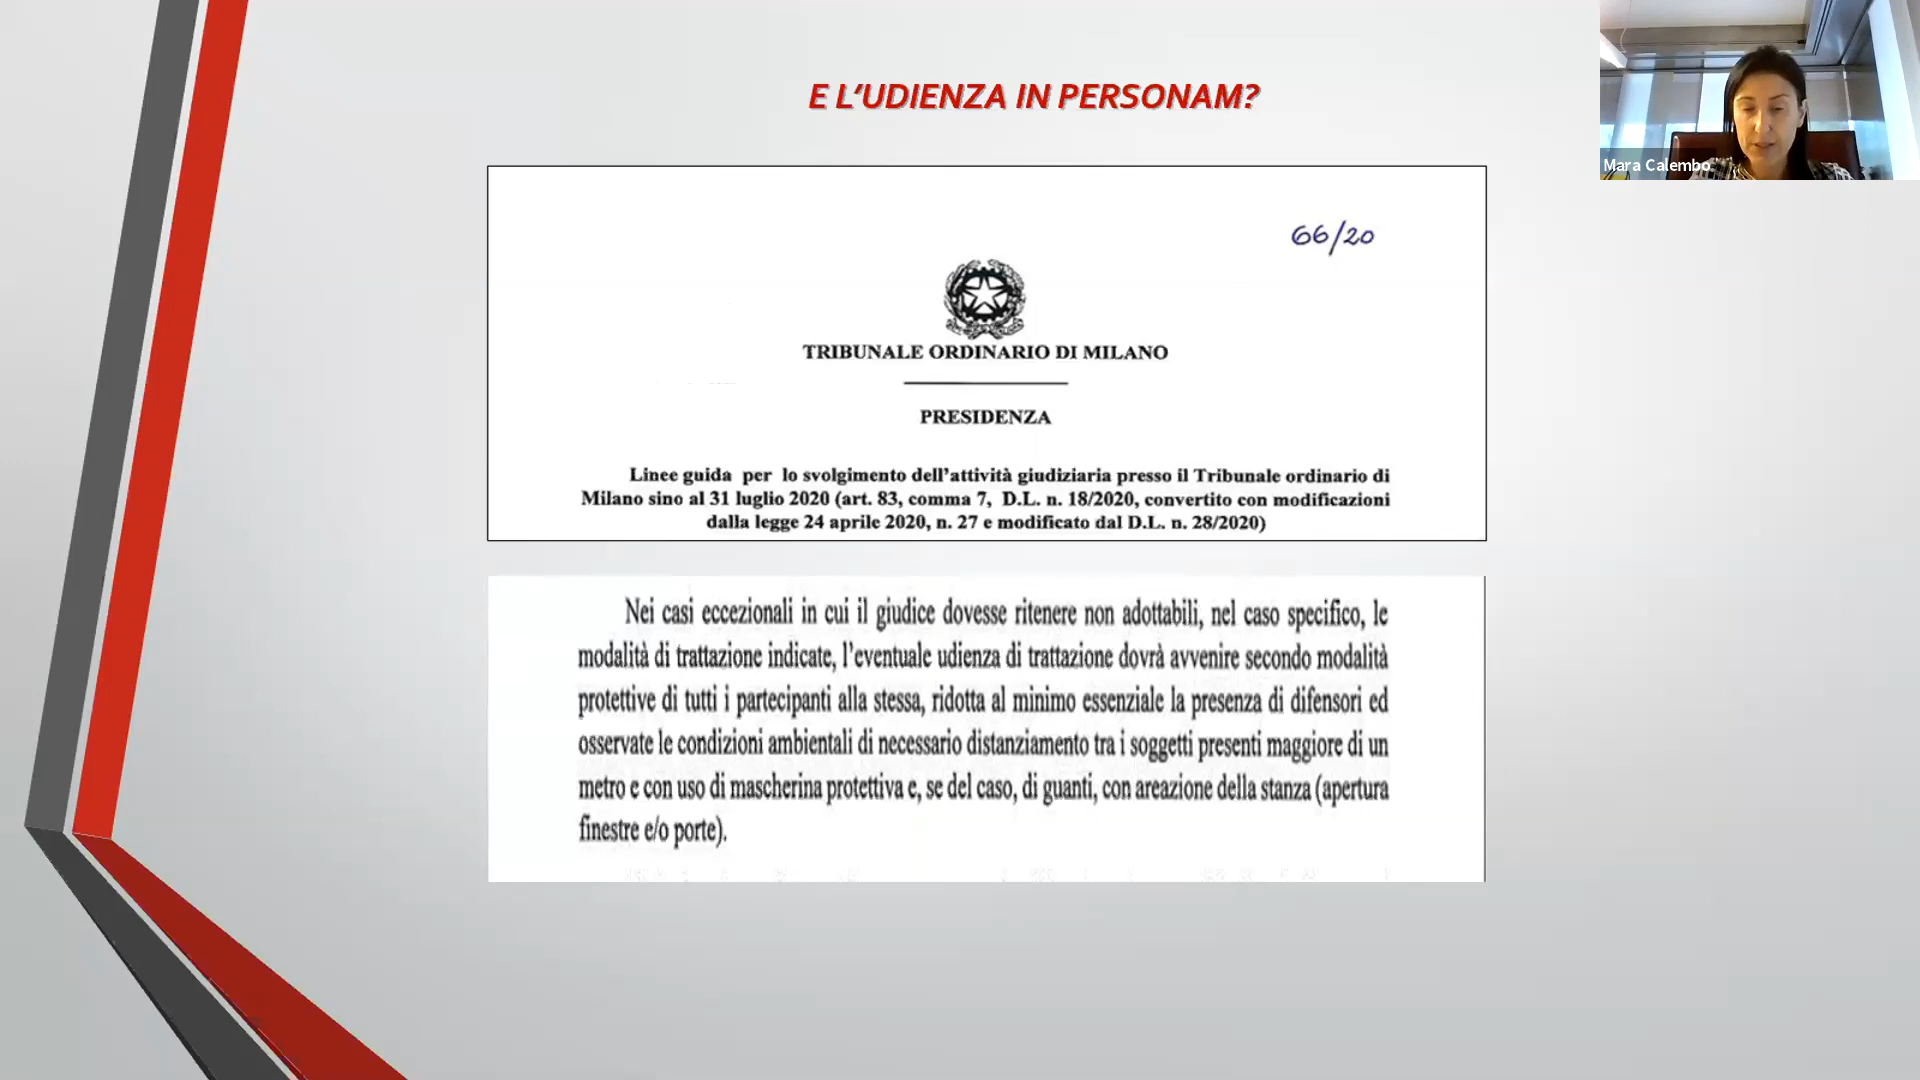 E L'UDIENZA IN PERSONAM?
Mara Calembo
66/20
TRIBUNALE ORDINARIO DI MILANO
PRESIDENZA
Linee guida per lo svolgimento dell'attività giudiziaria presso il Tribunale ordinario di
Milano sino al 31 luglio 2020 (art. 83, comma 7, D.L. n. 18/2020, convertito con modificazioni
dalla legge 24 aprile 2020, n. 27 e modificato dal D.L. n. 28/2020)
Nei casi eccezionali in cui il giudice dovesse ritenere non adottabili, nel caso specifico, le
modalità di trattazione indicate, l'eventuale udienza di trattazione dovrà avvenire secondo modalità
protettive di tutti i partecipanti alla stessa, ridotta al minimo essenziale la presenza di difensori ed
osservate le condizioni ambientali di necessario distanziamento tra i soggetti presenti maggiore di un
metro e con uso di mascherina protettiva e, se del caso, di guanti, con areazione della stanza (apertura
finestre e/o porte).